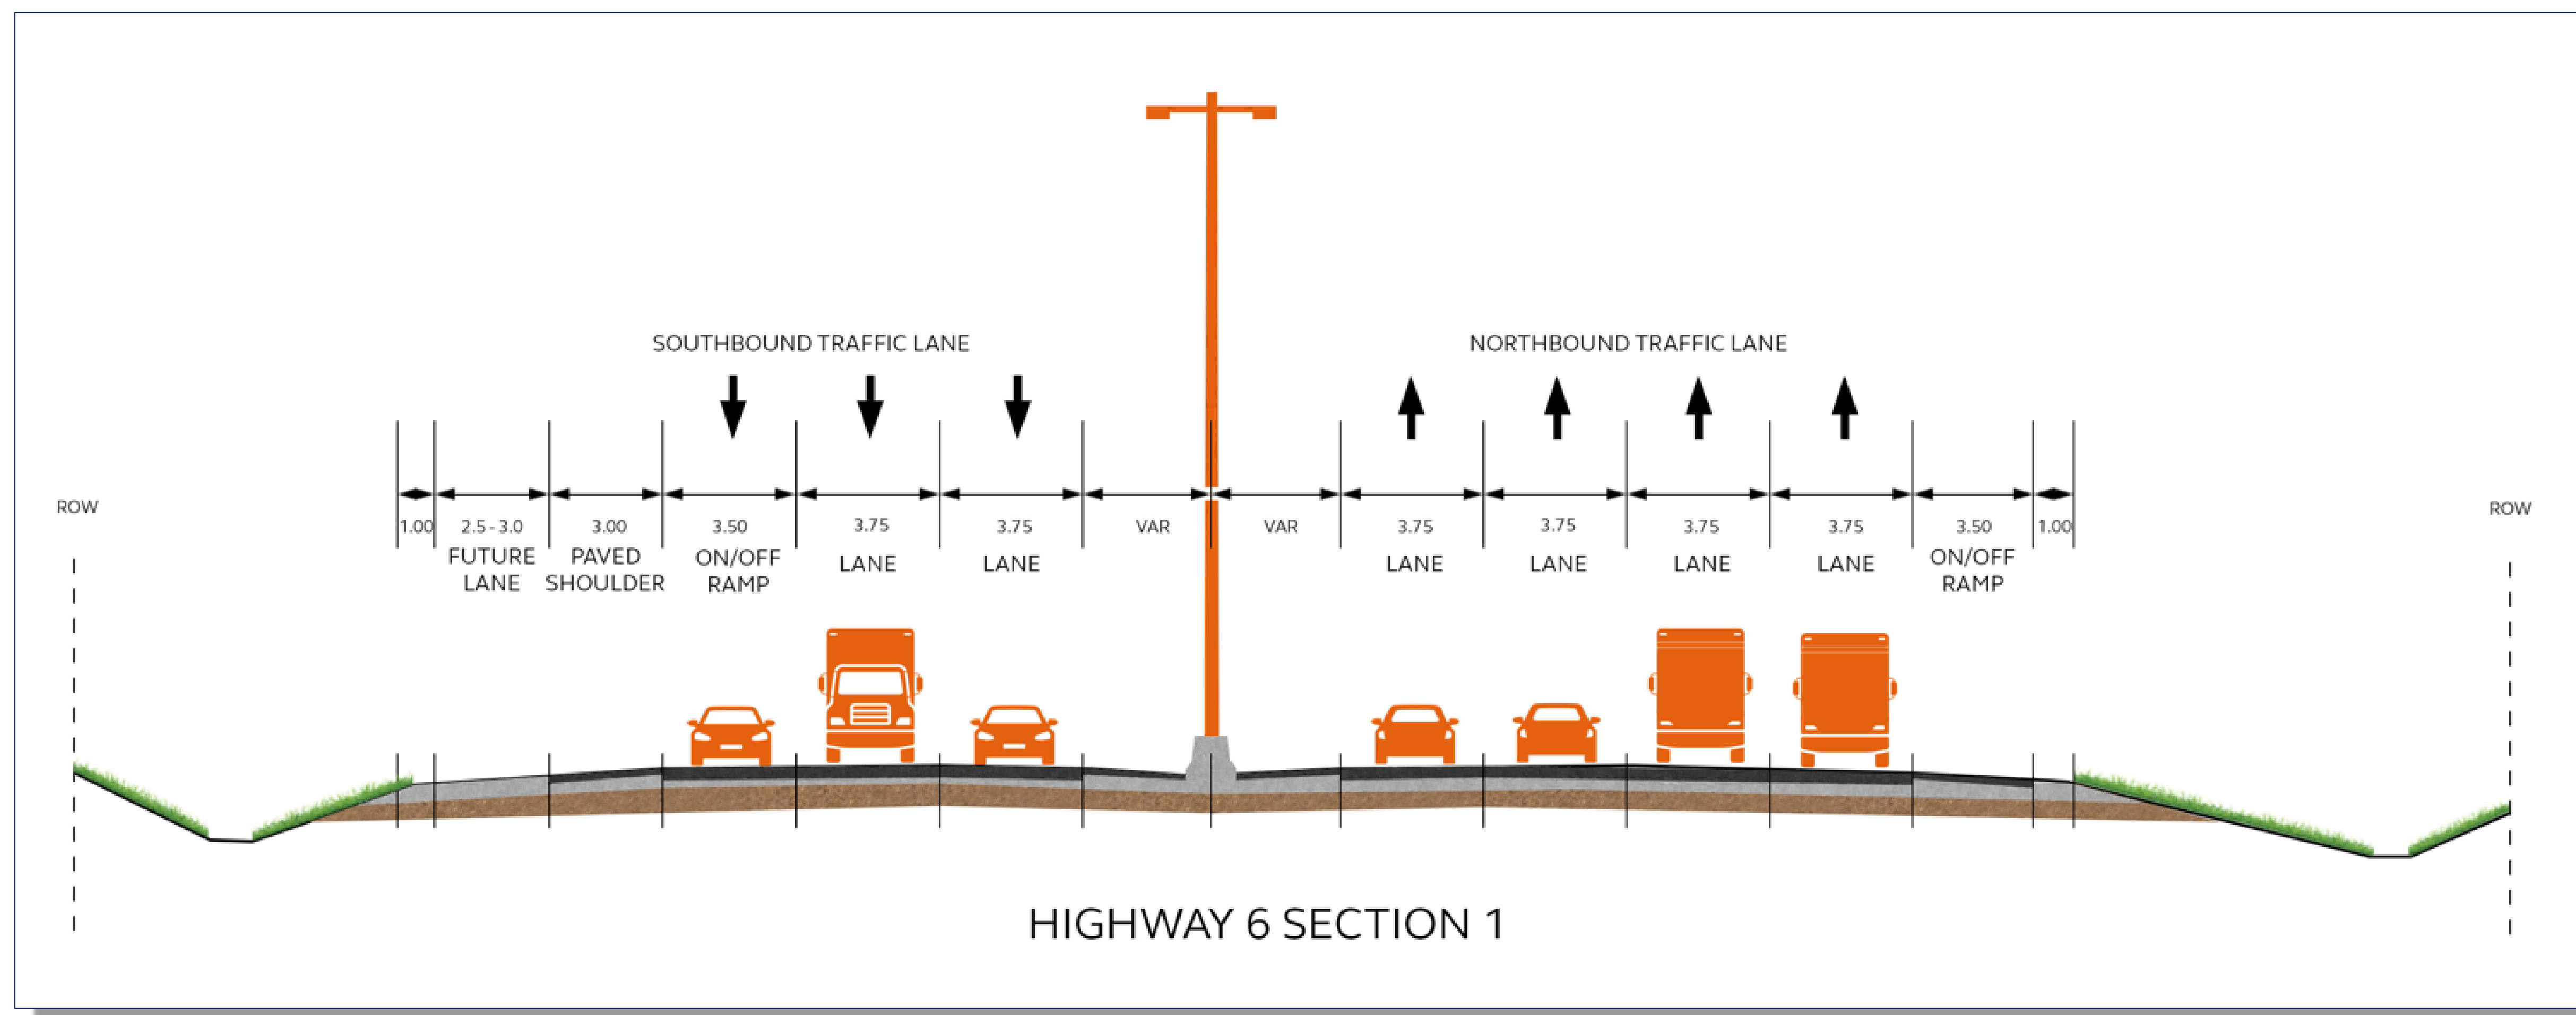 SOUTHBOUND TRAFFIC LANE
NORTHBOUND TRAFFIC LANE
ROW
ROW
1.00
2.5 - 3.0
3.00
3.50
3.75
3.75
VAR
VAR
3.75
3.75
3.75
3.75
3.50
1.00
FUTURE
LANE
PAVED
SHOULDER
ON/OFF
RAMP
LANE
LANE
LANE
LANE
LANE
LANE
ON/OFF
RAMP
HIGHWAY 6 SECTION 1